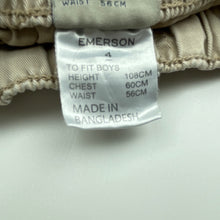 WAIST 56CM
EMERSON
4
TO FIT BOYS
HEIGHT 108CM
CHEST 60CM
WAIST 56CM
MADE IN
BANGLADESH